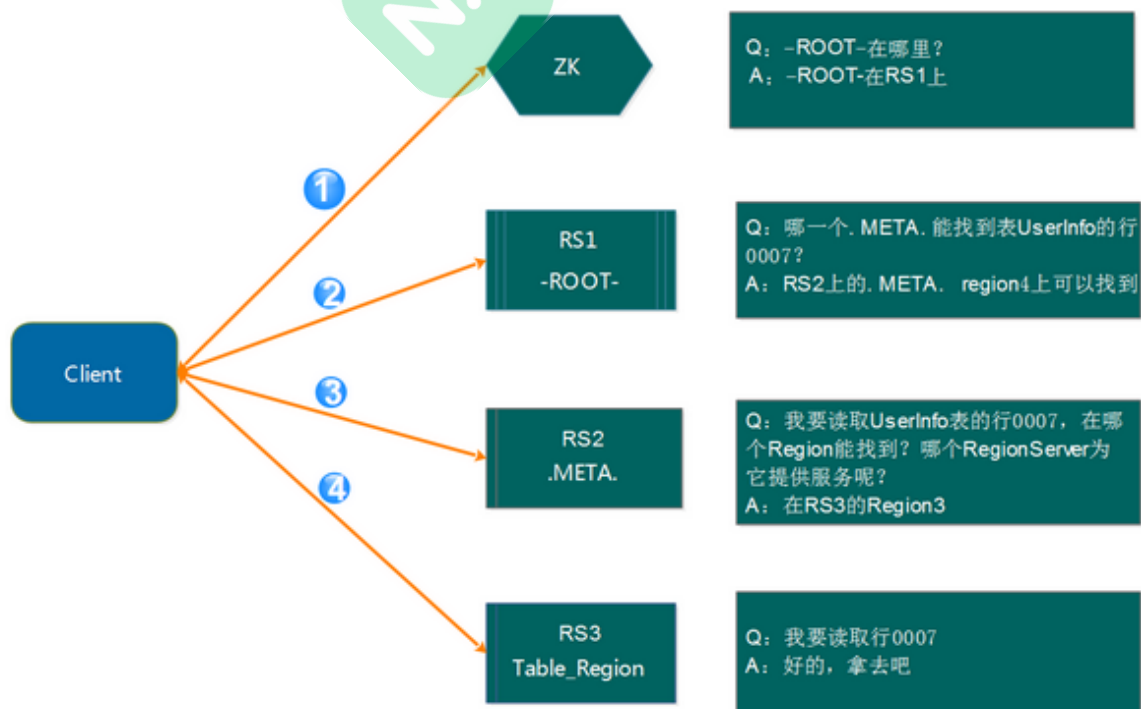 ZK
Q：-ROOT-在哪里？
A：-ROOT-在RS1上
1
RS1
-ROOT-
Q：哪一个.META.能找到表UserInfo的行
0007？
A：RS2上的.META. region4上可以找到
2
Client
3
RS2
.META.
Q：我要读取UserInfo表的行0007，在哪
个Region能找到？哪个RegionServer为
它提供服务呢？
A：在RS3的Region3
4
RS3
Table_Region
Q：我要读取行0007
A：好的，拿去吧